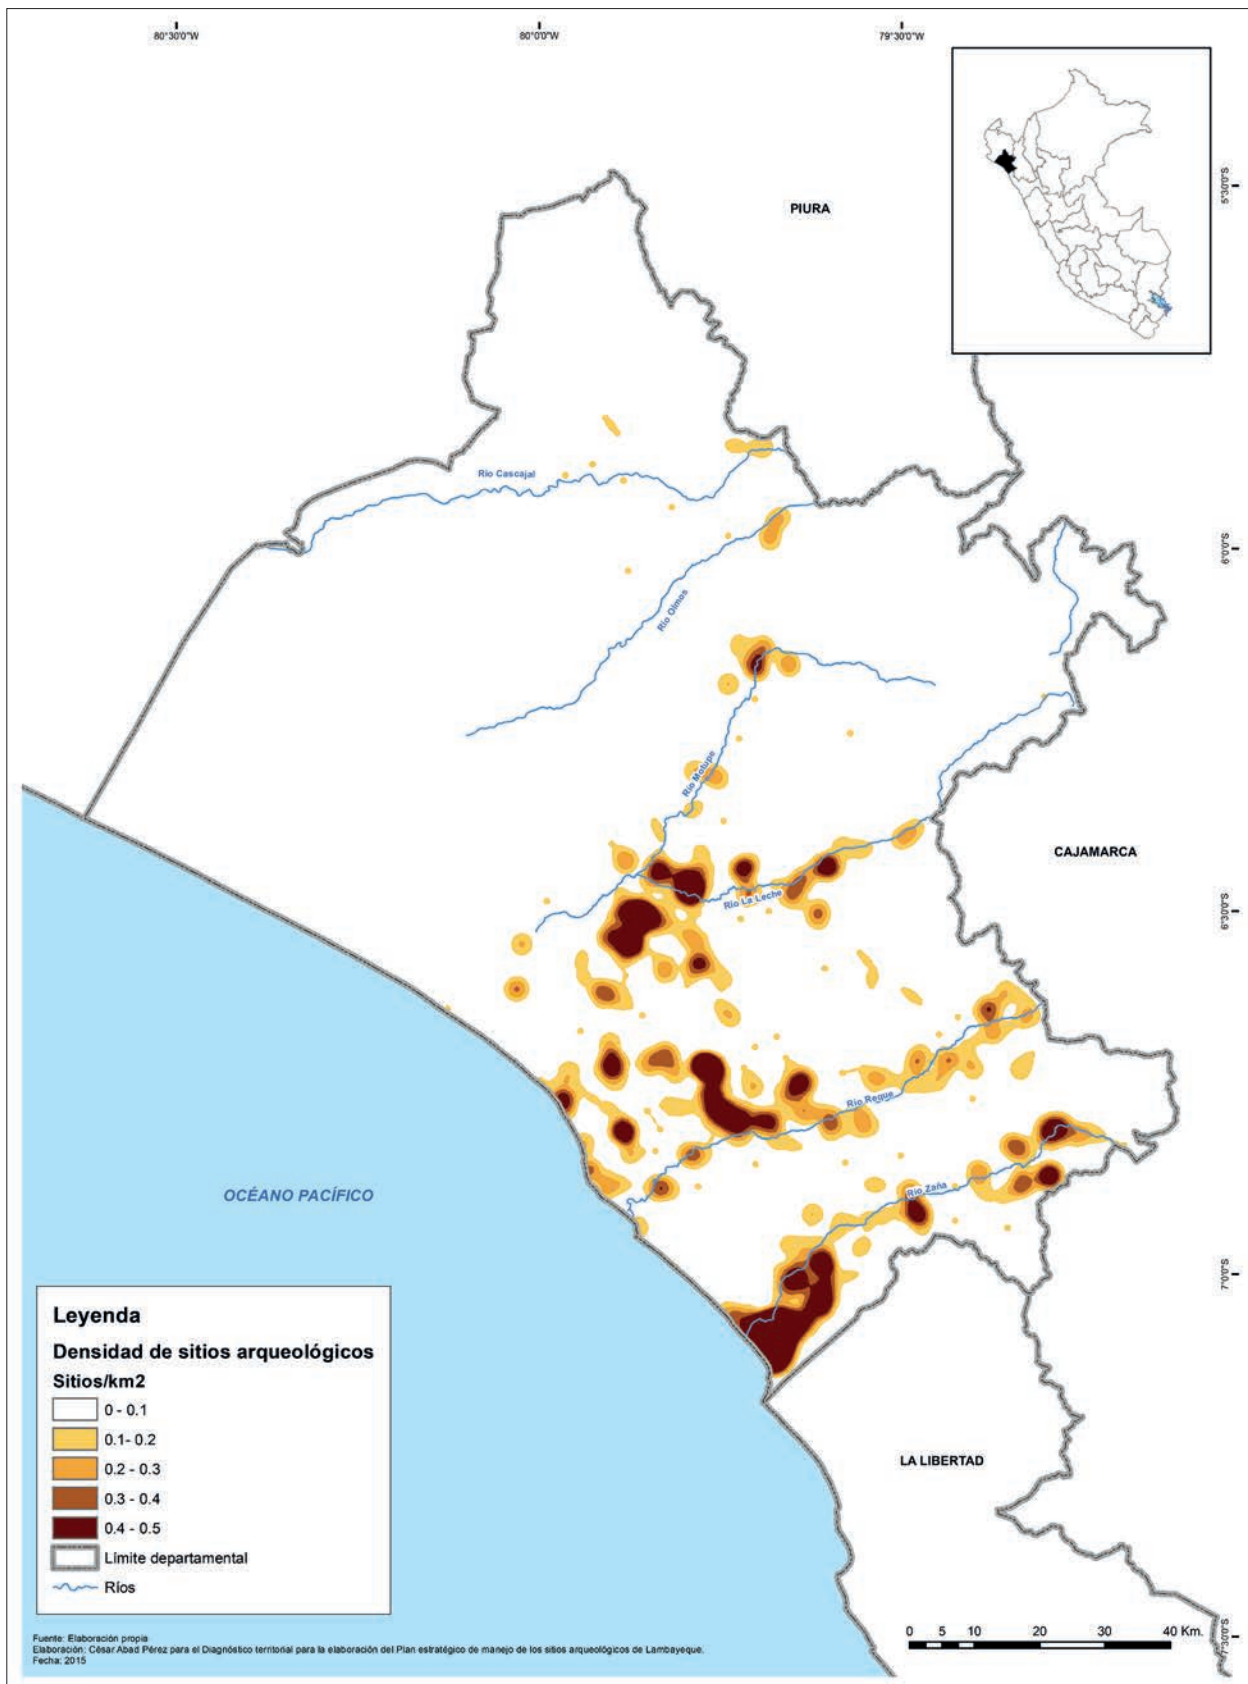 80°30'0"W
80°0'0"W
79°30'0"W
5°30'0"S
PIURA
Río Cascajal
6°0'0"S
Río Olmos
Río Motupe
CAJAMARCA
Río La Leche
6°30'0"S
Río Reque
OCÉANO PACÍFICO
Río Zaña
7°0'0"S
LA LIBERTAD
Leyenda
Densidad de sitios arqueológicos
Sitios/km2
0 - 0.1
0.1- 0.2
0.2 - 0.3
0.3 - 0.4
0.4 - 0.5
Límite departamental
Ríos
0 5 10 20 30 40 Km.
7°30'0"S
Fuente: Elaboración propia
Elaboración: César Abad Pérez para el Diagnóstico territorial para la elaboración del Plan estratégico de manejo de los sitios arqueológicos de Lambayeque.
Fecha: 2015